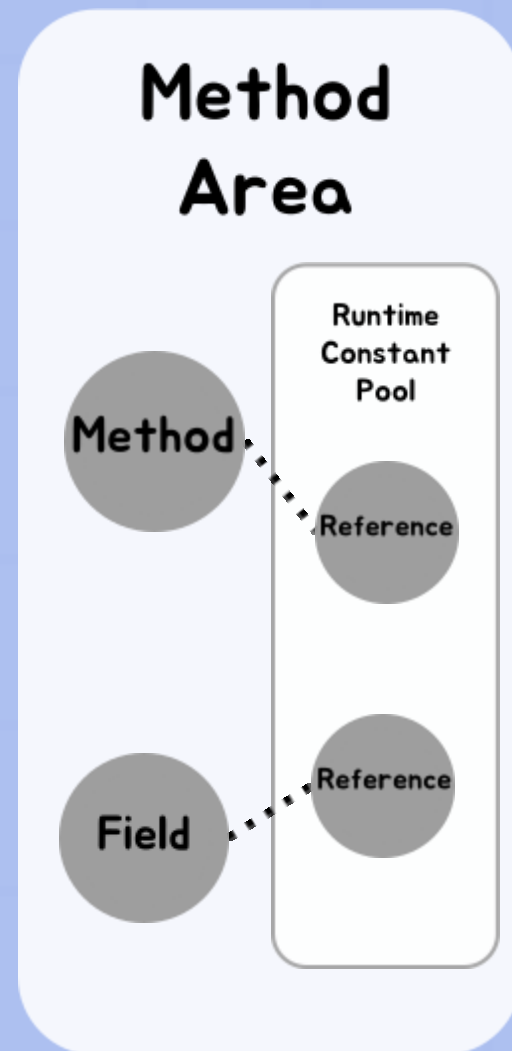 Method
Area
Runtime
Constant
Pool
Method
Reference
Reference
Field